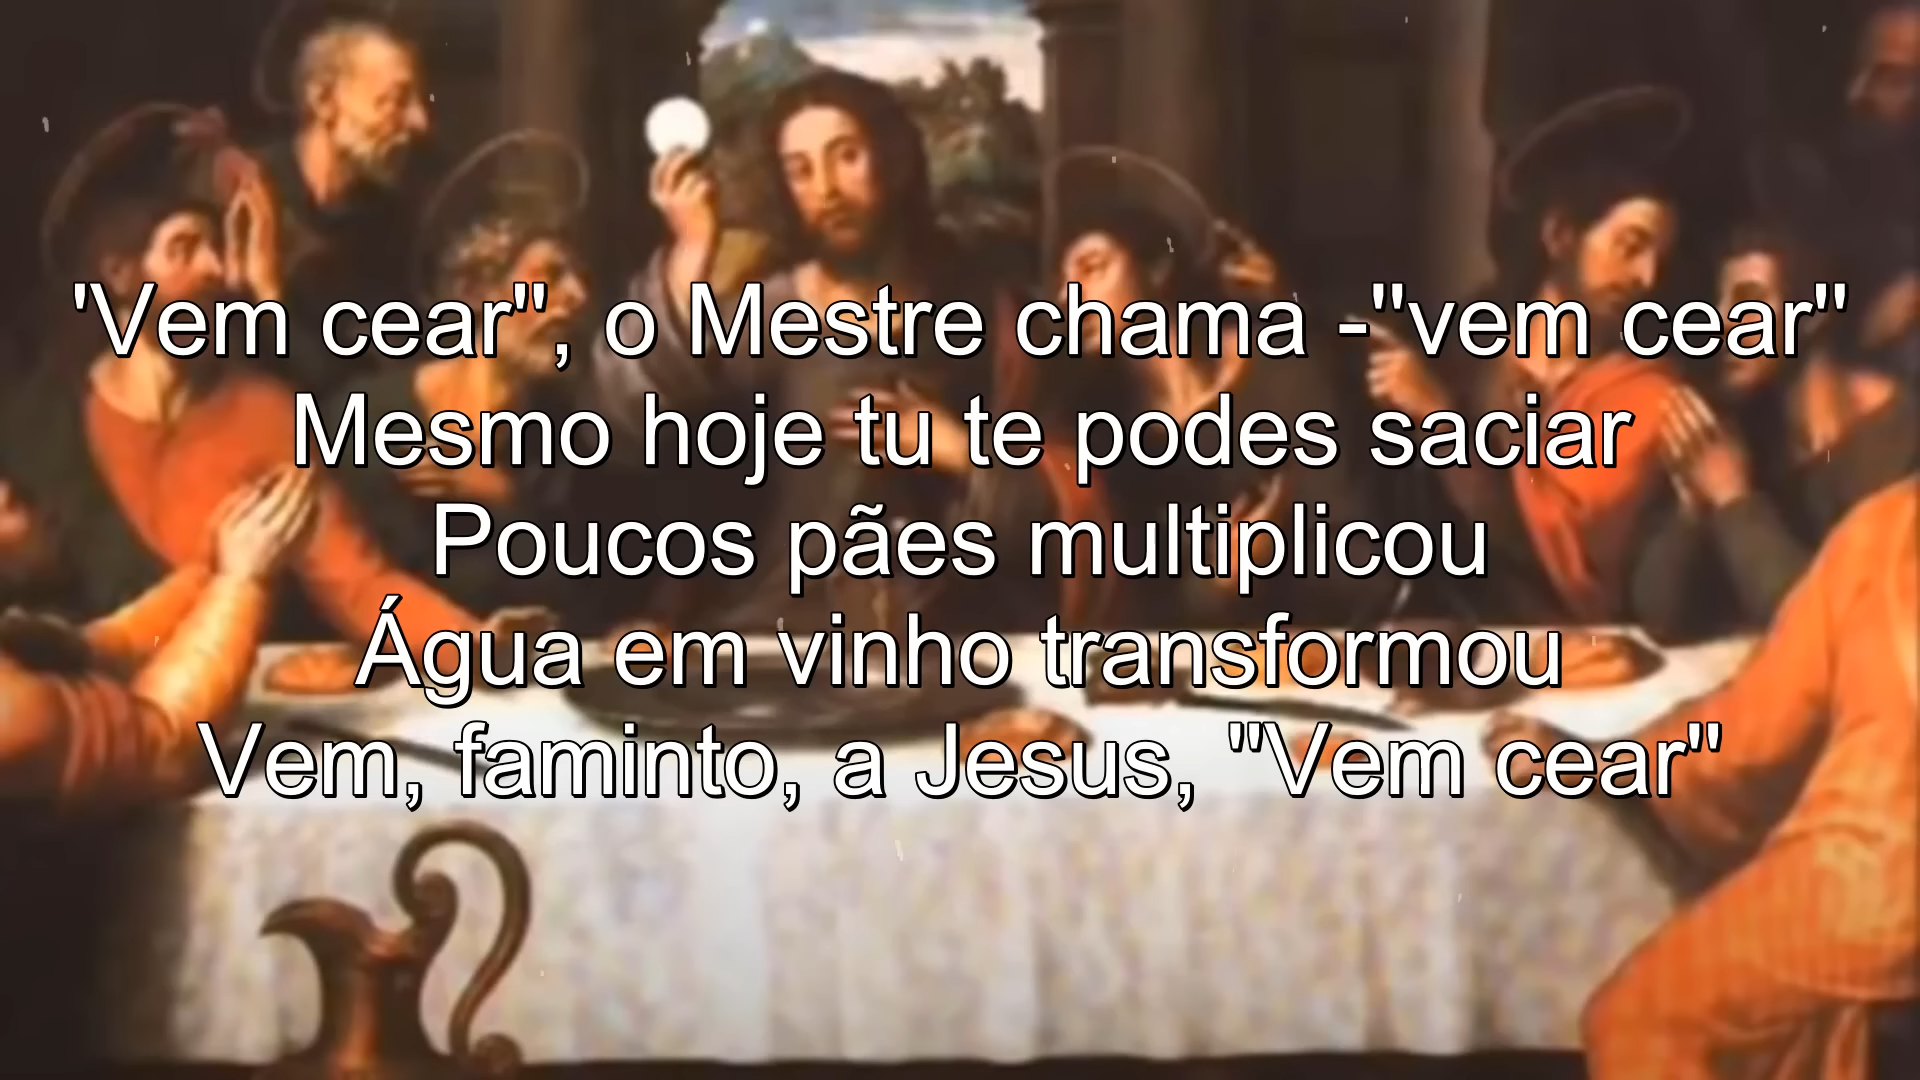 'Vem cear", o Mestre chama -"vem cear"
Mesmo hoje tu te podes saciar
Poucos pães multiplicou
Água em vinho transformou
Vem, faminto, a Jesus, "Vem cear"